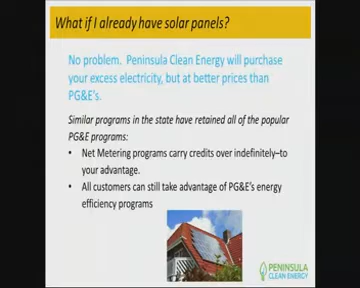 What if I already have solar panels?
No problem. Peninsula Clean Energy will purchase
your excess electricity, but at better prices than
PG&E's.
Similar programs in the state have retained all of the popular
PG&E programs:
• Net Metering programs carry credits over indefinitely–to
your advantage.
• All customers can still take advantage of PG&E's energy
efficiency programs
PENINSULA
CLEAN ENERGY